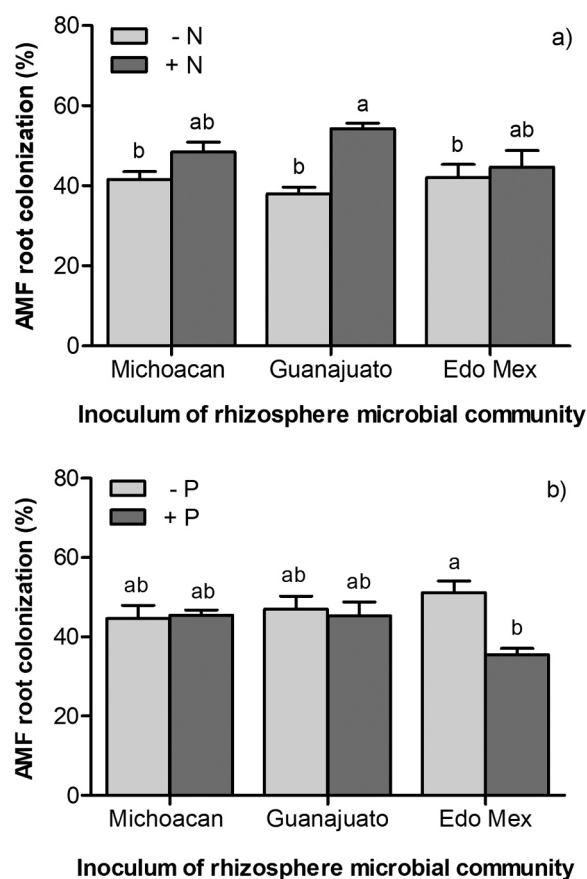 80
60
40
20
0
AMF root colonization (%)
- N
+ N
a)
b
ab
b
a
b
ab
Michoacan Guanajuato Edo Mex
Inoculum of rhizosphere microbial community
80
60
40
20
0
AMF root colonization (%)
- P
+ P
b)
ab
ab
ab
ab
a
b
Michoacan Guanajuato Edo Mex
Inoculum of rhizosphere microbial community